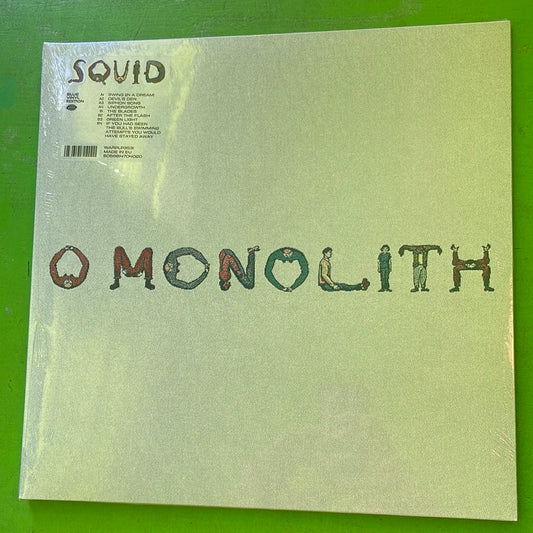 SQUID
BLUE
VINYL
EDITION
A1 SWING (IN A DREAM)
A2 DEVIL'S DEN
A3 SIPHON SONG
A4 UNDERGROWTH
B1 THE BLADES
B2 AFTER THE FLASH
B3 GREEN LIGHT
B4 IF YOU HAD SEEN
THE BULL'S SWIMMING
ATTEMPTS YOU WOULD
HAVE STAYED AWAY
MADE IN EU
O MONOLITH